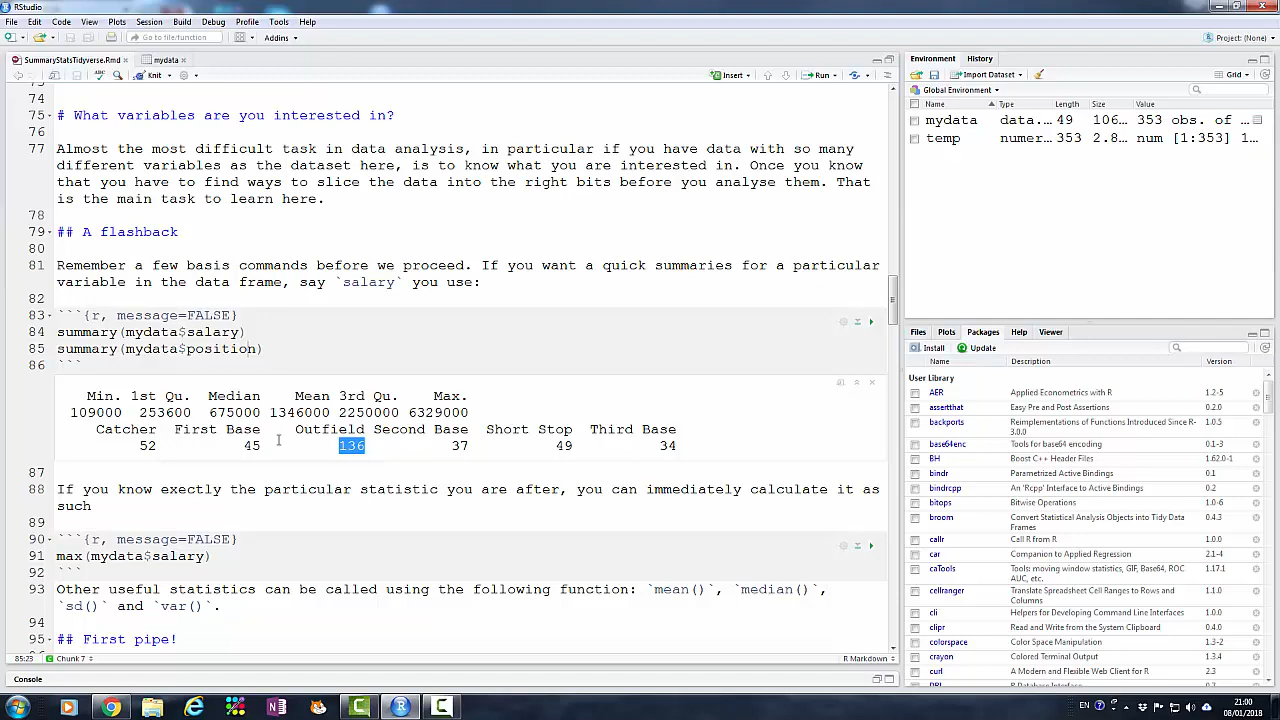 RStudio
File Edit Code View Plots Session Build Debug Profile Tools Help
Go to file/function Addins Project: (None)
SummaryStatsTidyverse.Rmd mydata
Knit Insert Run
74
75 # What variables are you interested in?
76
77 Almost the most difficult task in data analysis, in particular if you have data with so many
different variables as the dataset here, is to know what you are interested in. Once you know
that you have to find ways to slice the data into the right bits before you analyse them. That
is the main task to learn here.
78
79 ## A flashback
80
81 Remember a few basis commands before we proceed. If you want a quick summaries for a particular
variable in the data frame, say `salary` you use:
82
83 ```{r, message=FALSE}
84 summary(mydata$salary)
85 summary(mydata$position)
86 ```
Min. 1st Qu. Median Mean 3rd Qu. Max.
109000 253600 675000 1346000 2250000 6329000
Catcher First Base Outfield Second Base Short Stop Third Base
52 45 136 37 49 34
87
88 If you know exectly the particular statistic you are after, you can immediately calculate it as
such
89
90 ```{r, message=FALSE}
91 max(mydata$salary)
92 ```
93 Other useful statistics can be called using the following function: `mean()`, `median()`,
`sd()` and `var()`.
94
95 ## First pipe!
85:23 Chunk 7 R Markdown
Console
Environment History
Import Dataset Grid
Global Environment
Name Type Length Size Value
mydata data.... 49 106... 353 obs. of ...
temp numer... 353 2.8... num [1:353] 1...
Files Plots Packages Help Viewer
Install Update
Name Description Version
User Library
AER Applied Econometrics with R 1.2-5
assertthat Easy Pre and Post Assertions 0.2.0
backports Reimplementations of Functions Introduced Since R-3.0.0 1.1.2
base64enc Tools for base64 encoding 0.1-3
BH Boost C++ Header Files 1.62.0-1
bindr Parametrized Active Bindings 0.1
bindrcpp An 'Rcpp' Interface to Active Bindings 0.2
bitops Bitwise Operations 1.0-6
broom Convert Statistical Analysis Objects into Tidy Data Frames 0.4.3
callr Call R from R 1.0.0
car Companion to Applied Regression 2.1-4
caTools Tools: moving window statistics, GIF, Base64, ROC AUC, etc. 1.17.1
cellranger Translate Spreadsheet Cell Ranges to Rows and Columns 1.1.0
cli Helpers for Developing Command Line Interfaces 1.0.0
clipr Read and Write from the System Clipboard 0.4.0
colorspace Color Space Manipulation 1.3-2
crayon Colored Terminal Output 1.3.4
curl A Modern and Flexible Web Client for R 2.3
EN 21:00
08/01/2018